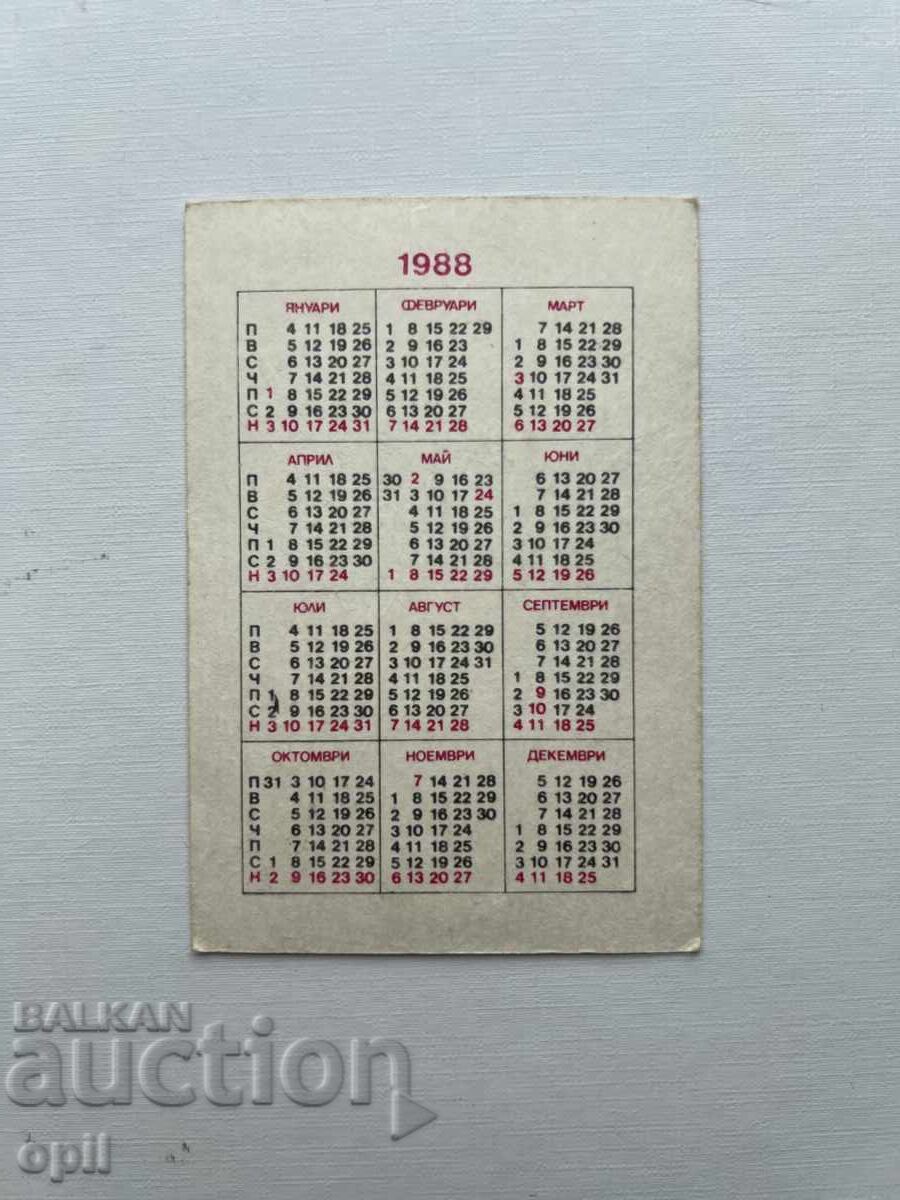 1988
ЯНУАРИ ФЕВРУАРИ МАРТ
П 4 11 18 25 1 8 15 22 29 7 14 21 28
В 5 12 19 26 2 9 16 23 1 8 15 22 29
С 6 13 20 27 3 10 17 24 2 9 16 23 30
Ч 7 14 21 28 4 11 18 25 3 10 17 24 31
П 1 8 15 22 29 5 12 19 26 4 11 18 25
С 2 9 16 23 30 6 13 20 27 5 12 19 26
Н 3 10 17 24 31 7 14 21 28 6 13 20 27
АПРИЛ МАЙ ЮНИ
П 4 11 18 25 30 2 9 16 23 6 13 20 27
В 5 12 19 26 31 3 10 17 24 7 14 21 28
С 6 13 20 27 4 11 18 25 1 8 15 22 29
Ч 7 14 21 28 5 12 19 26 2 9 16 23 30
П 1 8 15 22 29 6 13 20 27 3 10 17 24
С 2 9 16 23 30 7 14 21 28 4 11 18 25
Н 3 10 17 24 1 8 15 22 29 5 12 19 26
ЮЛИ АВГУСТ СЕПТЕМВРИ
П 4 11 18 25 1 8 15 22 29 5 12 19 26
В 5 12 19 26 2 9 16 23 30 6 13 20 27
С 6 13 20 27 3 10 17 24 31 7 14 21 28
Ч 7 14 21 28 4 11 18 25 1 8 15 22 29
П 1 8 15 22 29 5 12 19 26 2 9 16 23 30
С 2 9 16 23 30 6 13 20 27 3 10 17 24
Н 3 10 17 24 31 7 14 21 28 4 11 18 25
ОКТОМВРИ НОЕМВРИ ДЕКЕМВРИ
П 31 3 10 17 24 7 14 21 28 5 12 19 26
В 4 11 18 25 1 8 15 22 29 6 13 20 27
С 5 12 19 26 2 9 16 23 30 7 14 21 28
Ч 6 13 20 27 3 10 17 24 1 8 15 22 29
П 7 14 21 28 4 11 18 25 2 9 16 23 30
С 1 8 15 22 29 5 12 19 26 3 10 17 24 31
Н 2 9 16 23 30 6 13 20 27 4 11 18 25
BALKAN
auction
opil